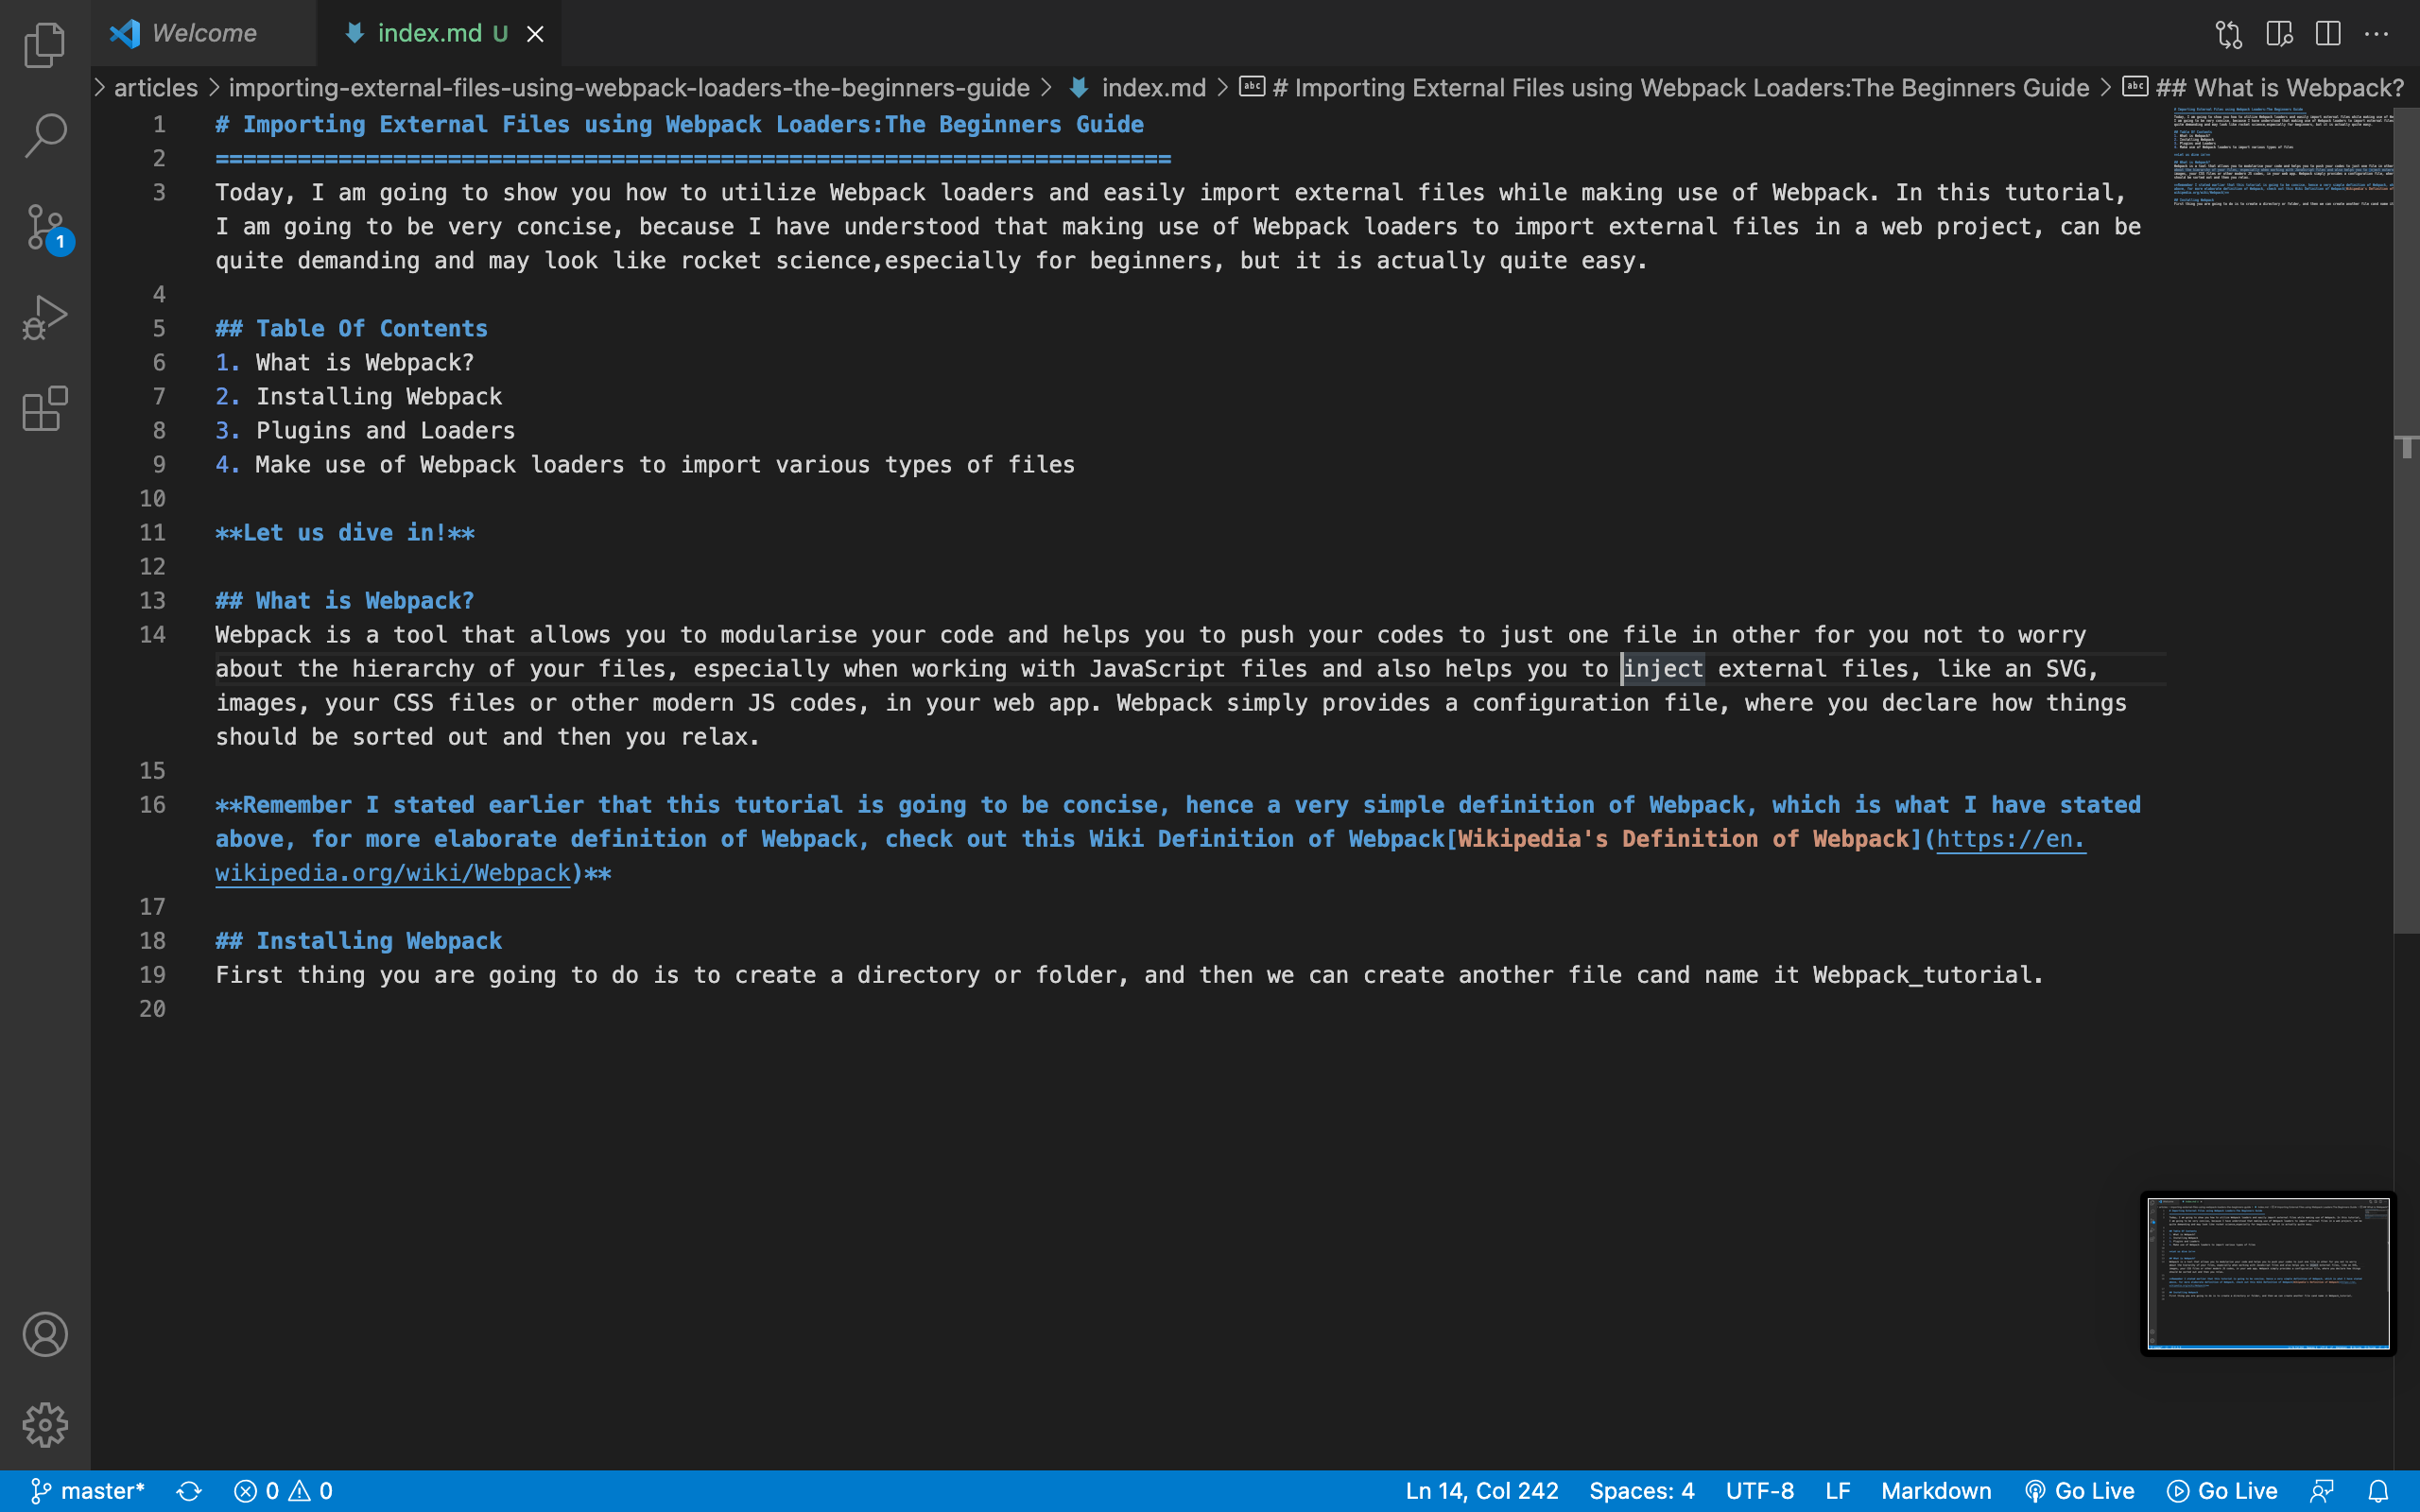 Welcome
index.md U
articles > importing-external-files-using-webpack-loaders-the-beginners-guide > index.md > # Importing External Files using Webpack Loaders:The Beginners Guide > ## What is Webpack?
1 # Importing External Files using Webpack Loaders:The Beginners Guide
2 ======================================================================
3 Today, I am going to show you how to utilize Webpack loaders and easily import external files while making use of Webpack. In this tutorial,
I am going to be very concise, because I have understood that making use of Webpack loaders to import external files in a web project, can be
quite demanding and may look like rocket science,especially for beginners, but it is actually quite easy.
4
5 ## Table Of Contents
6 1. What is Webpack?
7 2. Installing Webpack
8 3. Plugins and Loaders
9 4. Make use of Webpack loaders to import various types of files
10
11 **Let us dive in!**
12
13 ## What is Webpack?
14 Webpack is a tool that allows you to modularise your code and helps you to push your codes to just one file in other for you not to worry
about the hierarchy of your files, especially when working with JavaScript files and also helps you to inject external files, like an SVG,
images, your CSS files or other modern JS codes, in your web app. Webpack simply provides a configuration file, where you declare how things
should be sorted out and then you relax.
15
16 **Remember I stated earlier that this tutorial is going to be concise, hence a very simple definition of Webpack, which is what I have stated
above, for more elaborate definition of Webpack, check out this Wiki Definition of Webpack[Wikipedia's Definition of Webpack](https://en.
wikipedia.org/wiki/Webpack)**
17
18 ## Installing Webpack
19 First thing you are going to do is to create a directory or folder, and then we can create another file cand name it Webpack_tutorial.
20
1
master* 0 0 Ln 14, Col 242 Spaces: 4 UTF-8 LF Markdown Go Live Go Live